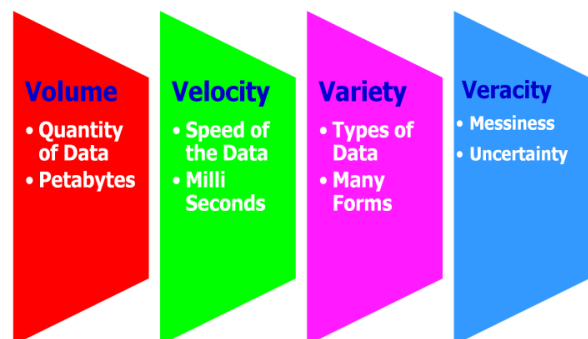 Volume
• Quantity
of Data
• Petabytes
Velocity
• Speed of
the Data
• Milli
Seconds
Variety
• Types of
Data
• Many
Forms
Veracity
• Messiness
• Uncertainty